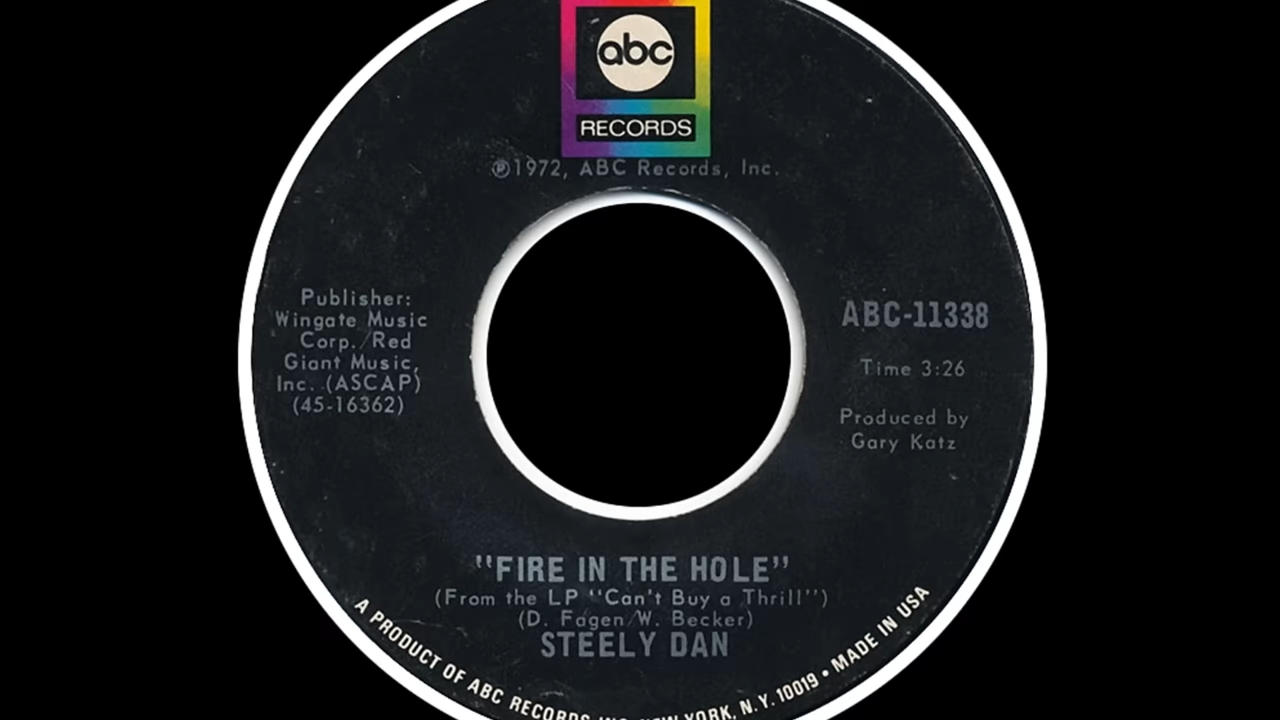 abc
RECORDS
℗1972, ABC Records, Inc.
Publisher:
Wingate Music
Corp./Red
Giant Music,
Inc. (ASCAP)
(45-16362)
ABC-11338
Time 3:26
Produced by
Gary Katz
"FIRE IN THE HOLE"
(From the LP "Can't Buy a Thrill")
(D. Fagen/W. Becker)
STEELY DAN
A PRODUCT OF ABC RECORDS, INC. NEW YORK, N.Y. 10019 • MADE IN USA